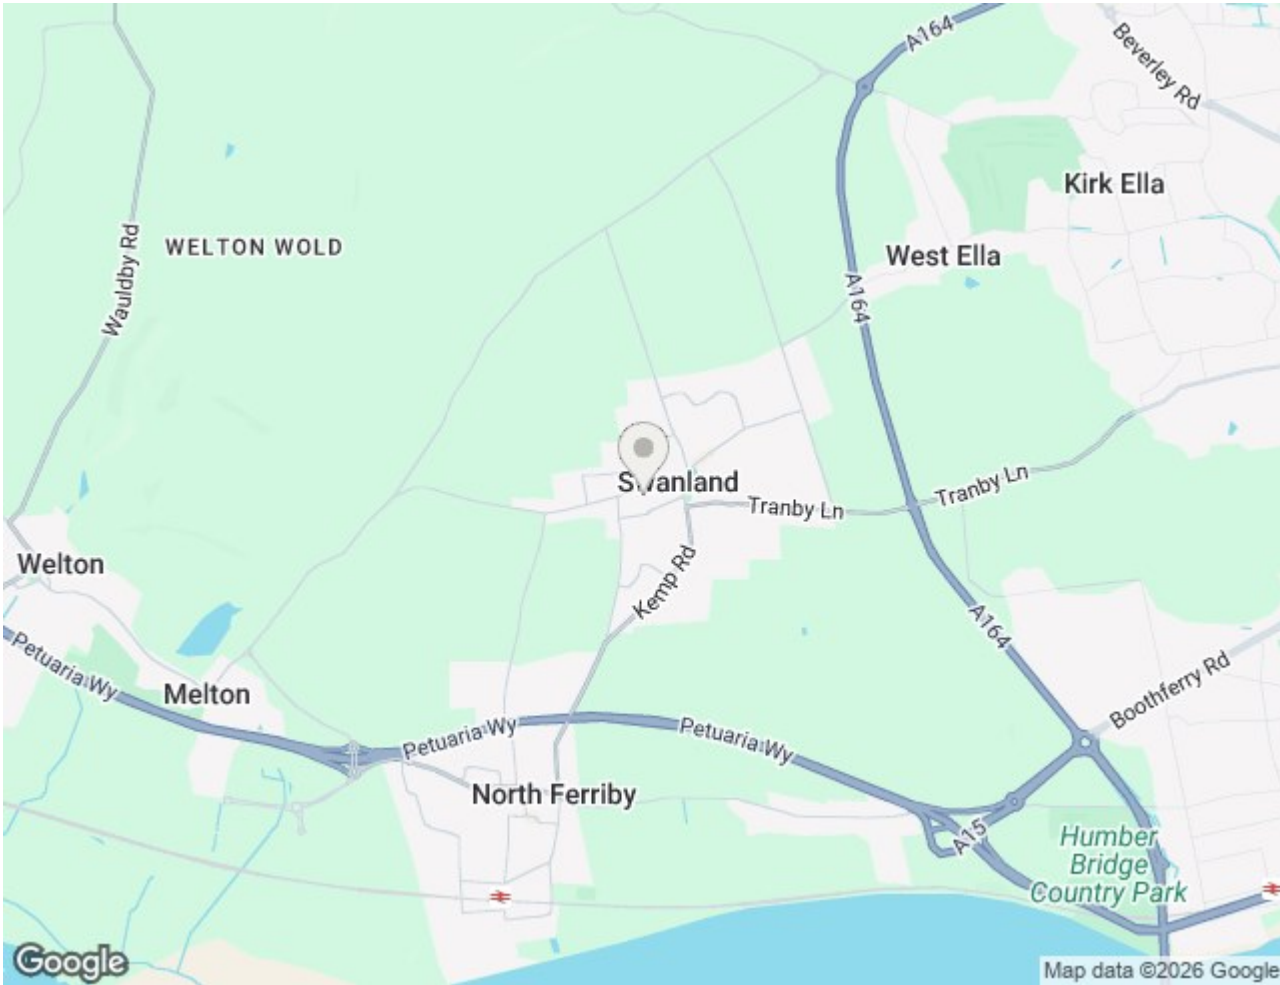 A164
Beverley Rd
Kirk Ella
Wauldby Rd
WELTON WOLD
West Ella
A164
Swanland
Tranby Ln
Tranby Ln
Welton
Kemp Rd
A164
Petuaria Wy
Melton
Boothferry Rd
Petuaria Wy
Petuaria Wy
North Ferriby
A15
Humber
Bridge
Country Park
Google
Map data ©2026 Google